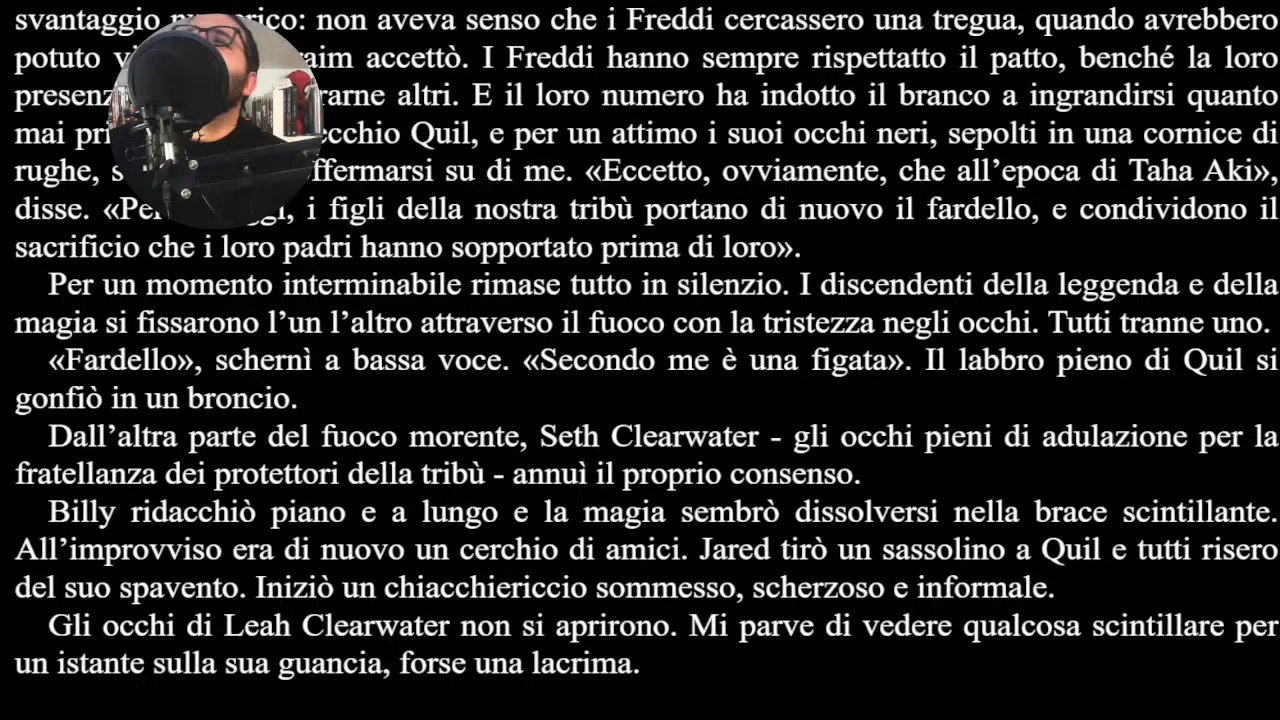 svantaggio numerico: non aveva senso che i Freddi cercassero una tregua, quando avrebbero
potuto accettò. I Freddi hanno sempre rispettatto il patto, benché la loro
altri. E il loro numero ha indotto il branco a ingrandirsi quanto
mai Quil, e per un attimo i suoi occhi neri, sepolti in una cornice di
rughe, su di me. «Eccetto, ovviamente, che all’epoca di Taha Aki»,
disse. i figli della nostra tribù portano di nuovo il fardello, e condividono il
sacrificio che i loro padri hanno sopportato prima di loro».
Per un momento interminabile rimase tutto in silenzio. I discendenti della leggenda e della
magia si fissarono l’un l’altro attraverso il fuoco con la tristezza negli occhi. Tutti tranne uno.
«Fardello», schernì a bassa voce. «Secondo me è una figata». Il labbro pieno di Quil si
gonfiò in un broncio.
Dall’altra parte del fuoco morente, Seth Clearwater - gli occhi pieni di adulazione per la
fratellanza dei protettori della tribù - annuì il proprio consenso.
Billy ridacchiò piano e a lungo e la magia sembrò dissolversi nella brace scintillante.
All’improvviso era di nuovo un cerchio di amici. Jared tirò un sassolino a Quil e tutti risero
del suo spavento. Iniziò un chiacchiericcio sommesso, scherzoso e informale.
Gli occhi di Leah Clearwater non si aprirono. Mi parve di vedere qualcosa scintillare per
un istante sulla sua guancia, forse una lacrima.